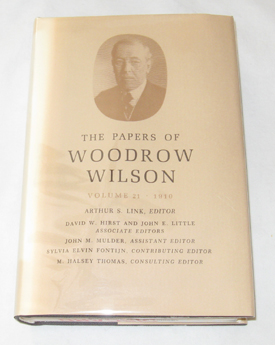 THE PAPERS OF
WOODROW
WILSON
VOLUME 21 1910
ARTHUR S. LINK, EDITOR
DAVID W. HIRST AND JOHN E. LITTLE
ASSOCIATE EDITORS
JOHN M. MULDER, ASSISTANT EDITOR
SYLVIA ELVIN FONTIJN, CONTRIBUTING EDITOR
M. HALSEY THOMAS, CONSULTING EDITOR